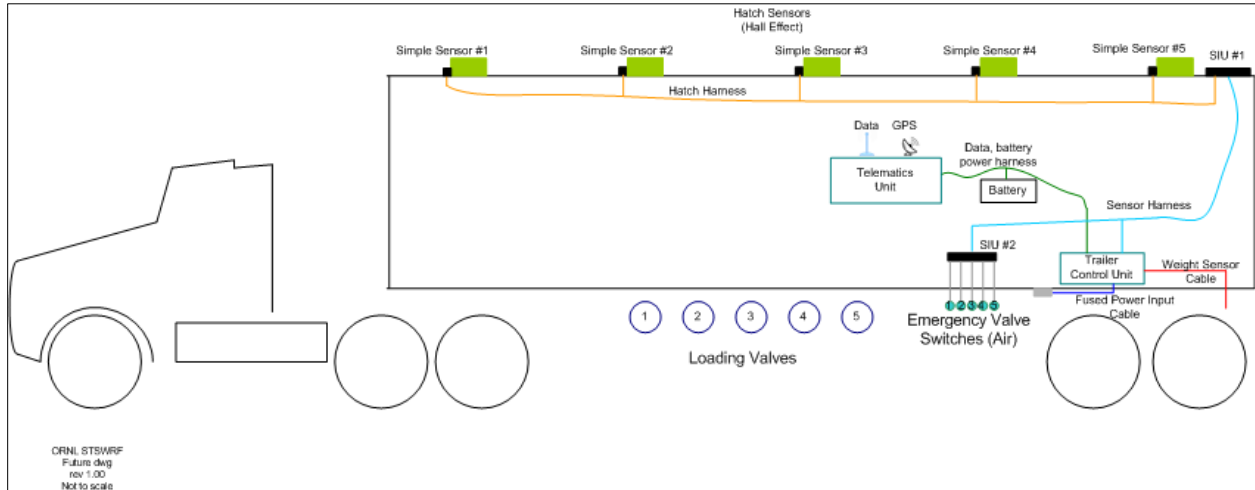 Hatch Sensors
(Hall Effect)
Simple Sensor #1
Simple Sensor #2
Simple Sensor #3
Simple Sensor #4
Simple Sensor #5
SIU #1
Hatch Harness
Data
GPS
Data, battery
power harness
Telematics
Unit
Battery
Sensor Harness
SIU #2
Trailer
Control Unit
Weight Sensor
Cable
Fused Power Input
Cable
1 2 3 4 5
1 2 3 4 5
Emergency Valve
Switches (Air)
Loading Valves
ORNL STSWRF
Future dwg
rev 1.00
Not to scale